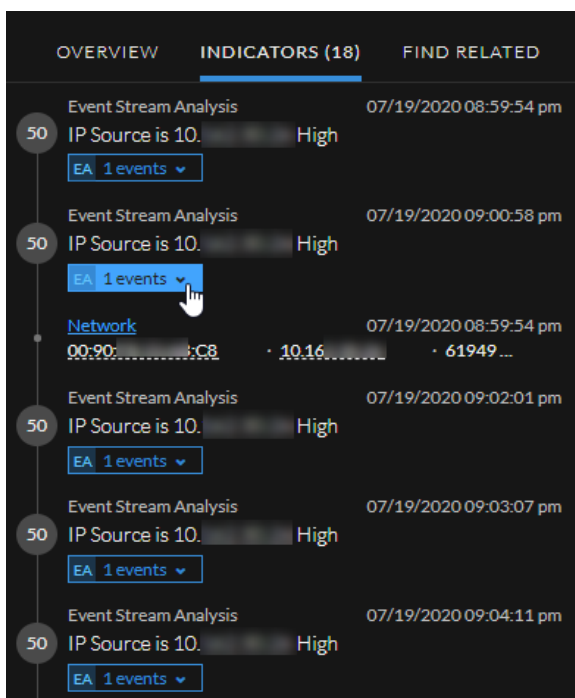 OVERVIEW INDICATORS (18) FIND RELATED
Event Stream Analysis 07/19/2020 08:59:54 pm
50 IP Source is 10. High
EA 1 events
Event Stream Analysis 07/19/2020 09:00:58 pm
50 IP Source is 10. High
EA 1 events
Network 07/19/2020 08:59:54 pm
00:90: :C8 · 10.16 · 61949 ...
Event Stream Analysis 07/19/2020 09:02:01 pm
50 IP Source is 10. High
EA 1 events
Event Stream Analysis 07/19/2020 09:03:07 pm
50 IP Source is 10. High
EA 1 events
Event Stream Analysis 07/19/2020 09:04:11 pm
50 IP Source is 10. High
EA 1 events